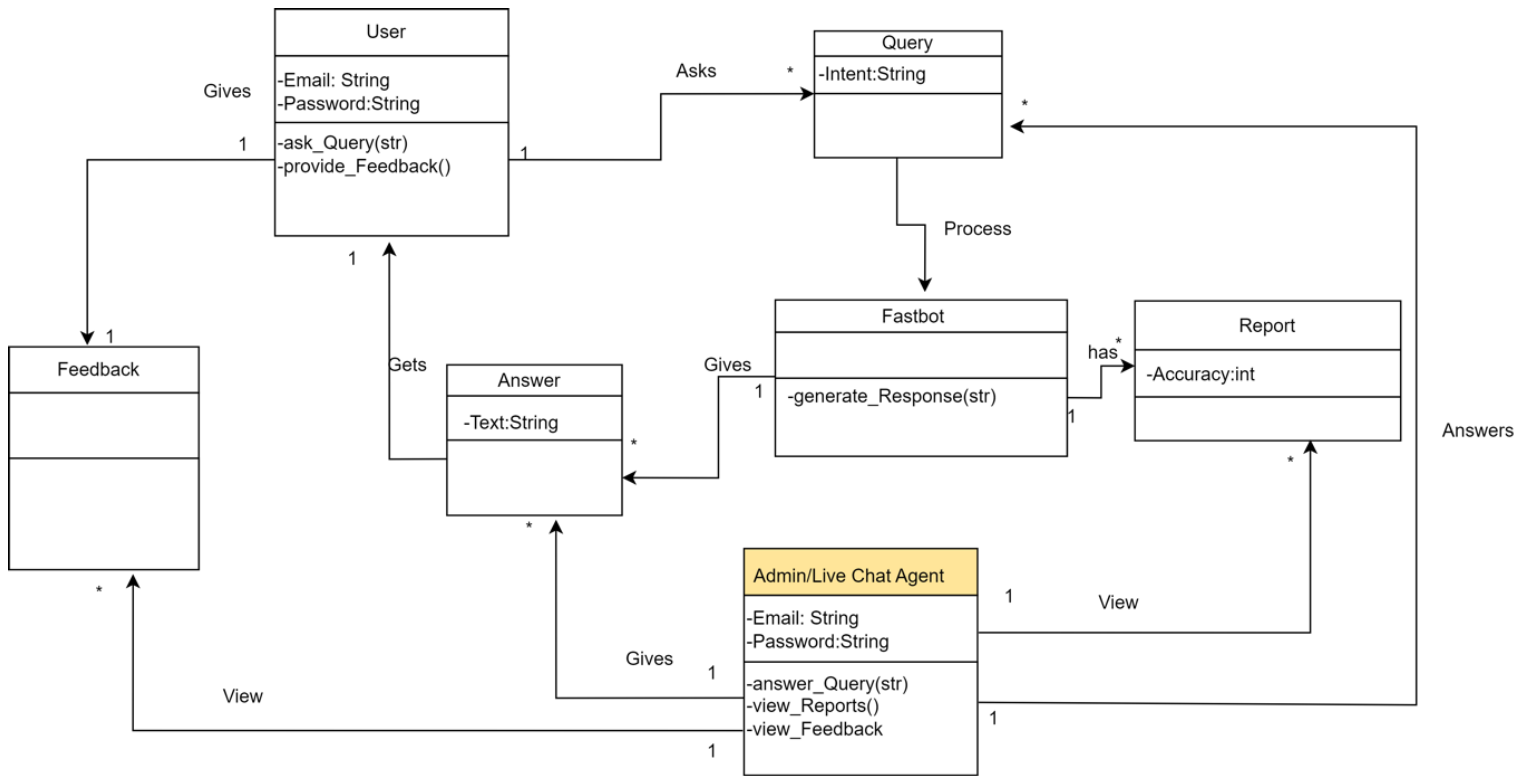 User
-Email: String
-Password:String
-ask_Query(str)
-provide_Feedback()
Gives
1
1
Asks
*
Query
-Intent:String
*
Process
1
Gets
1
Feedback
*
Answer
-Text:String
*
*
Gives
1
Fastbot
-generate_Response(str)
has
*
1
Report
-Accuracy:int
*
Answers
Admin/Live Chat Agent
-Email: String
-Password:String
-answer_Query(str)
-view_Reports()
-view_Feedback
1
View
Gives
1
View
1
1